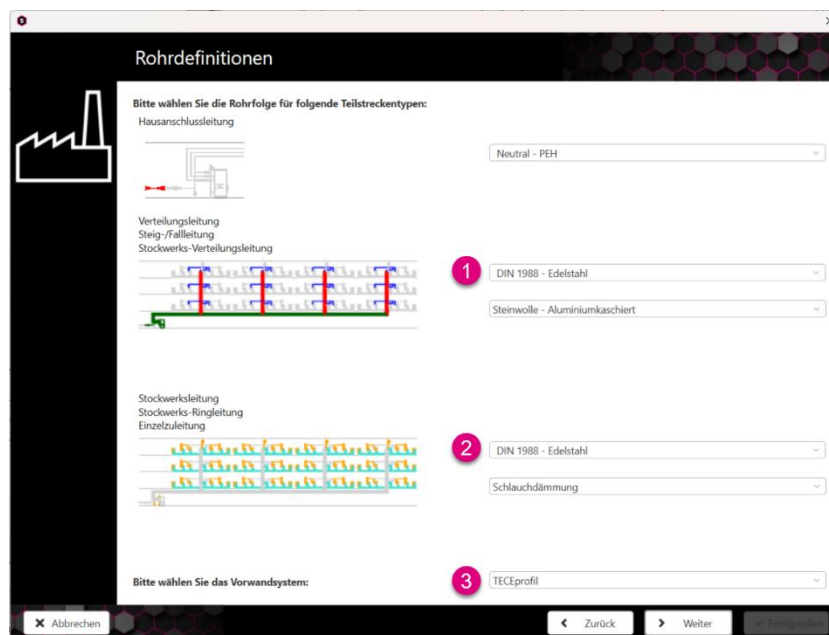 Rohrdefinitionen
Bitte wählen Sie die Rohrfolge für folgende Teilstreckentypen:
Hausanschlussleitung
Neutral - PEH
Verteilungsleitung
Steig-/Fallleitung
Stockwerks-Verteilungsleitung
1 DIN 1988 - Edelstahl
Steinwolle - Aluminiumkaschiert
Stockwerksleitung
Stockwerks-Ringleitung
Einzelzuleitung
2 DIN 1988 - Edelstahl
Schlauchdämmung
Bitte wählen Sie das Vorwandsystem: 3 TECEprofil
Abbrechen Zurück Weiter Fertigstellen